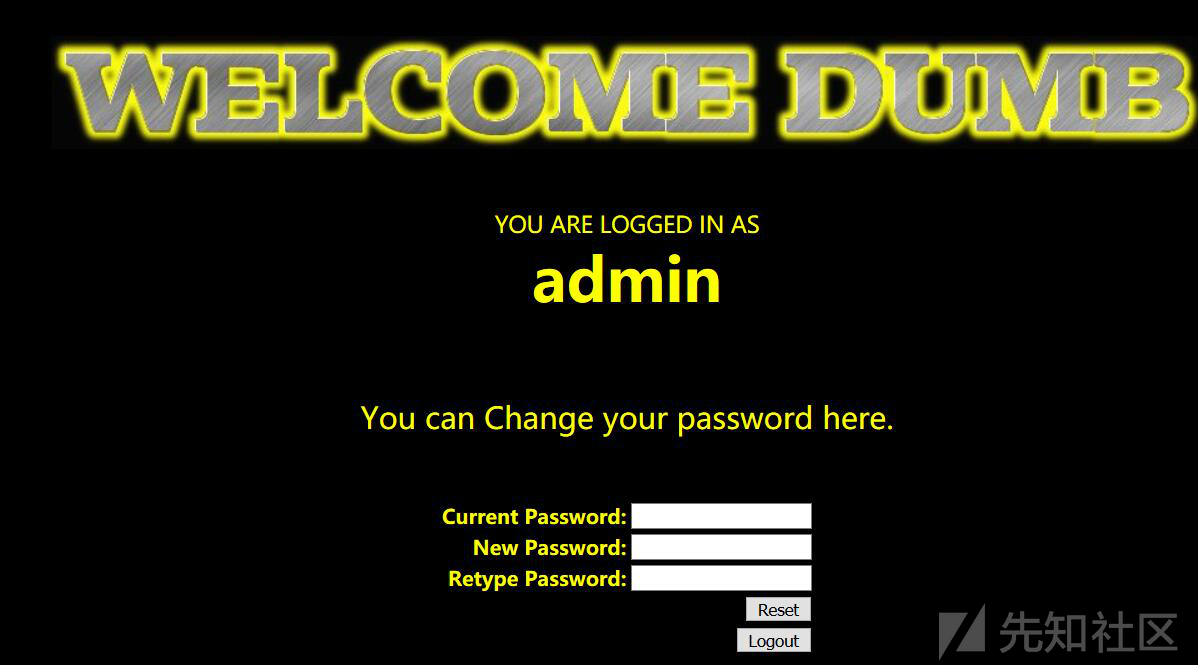 WELCOME DUMB
YOU ARE LOGGED IN AS
admin
You can Change your password here.
Current Password:
New Password:
Retype Password:
Reset
Logout
先知社区